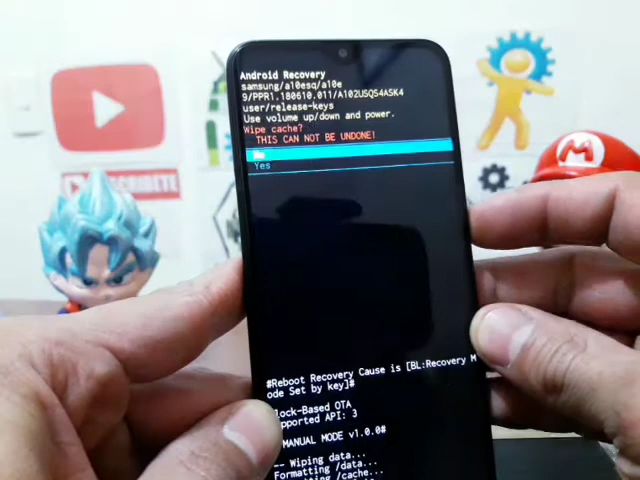 Android Recovery
samsung/a10esq/a10e
9/PPR1.180610.011/A102USQS4ASK4
user/release-keys
Use volume up/down and power.
Wipe cache?
THIS CAN NOT BE UNDONE!
Yes
#Reboot Recovery Cause is [BL:Recovery M
ode Set by key]#
lock-Based OTA
pported API: 3
MANUAL MODE v1.0.0#
-- Wiping data...
Formatting /data...
/cache...
M